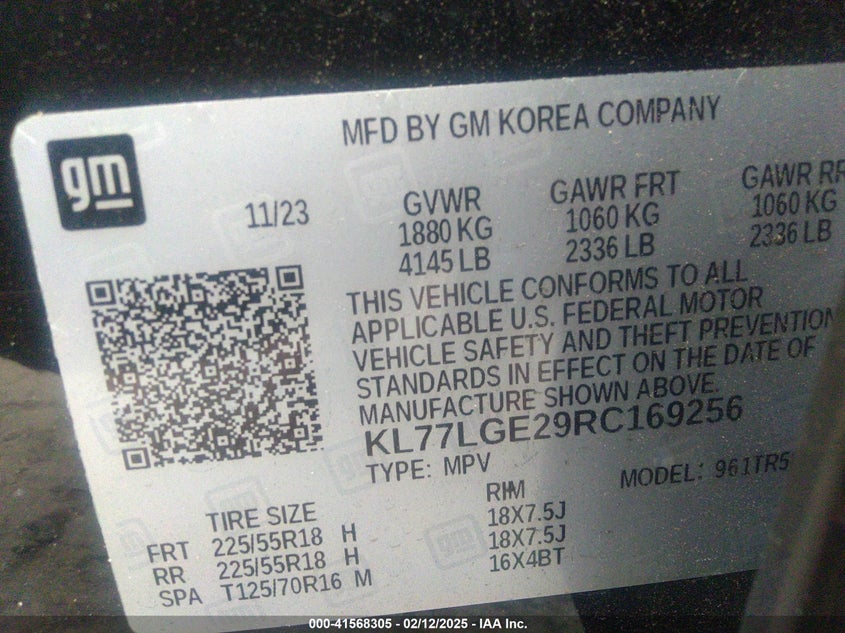 MFD BY GM KOREA COMPANY
gm
11/23
GVWR GAWR FRT GAWR RR
1880 KG 1060 KG 1060 KG
4145 LB 2336 LB 2336 LB
THIS VEHICLE CONFORMS TO ALL
APPLICABLE U.S. FEDERAL MOTOR
VEHICLE SAFETY AND THEFT PREVENTION
STANDARDS IN EFFECT ON THE DATE OF
MANUFACTURE SHOWN ABOVE.
KL77LGE29RC169256
TYPE: MPV MODEL: 961TR5
TIRE SIZE RIM
FRT 225/55R18 H 18X7.5J
RR 225/55R18 H 18X7.5J
SPA T125/70R16 M 16X4BT
000-41568305 - 02/12/2025 - IAA Inc.